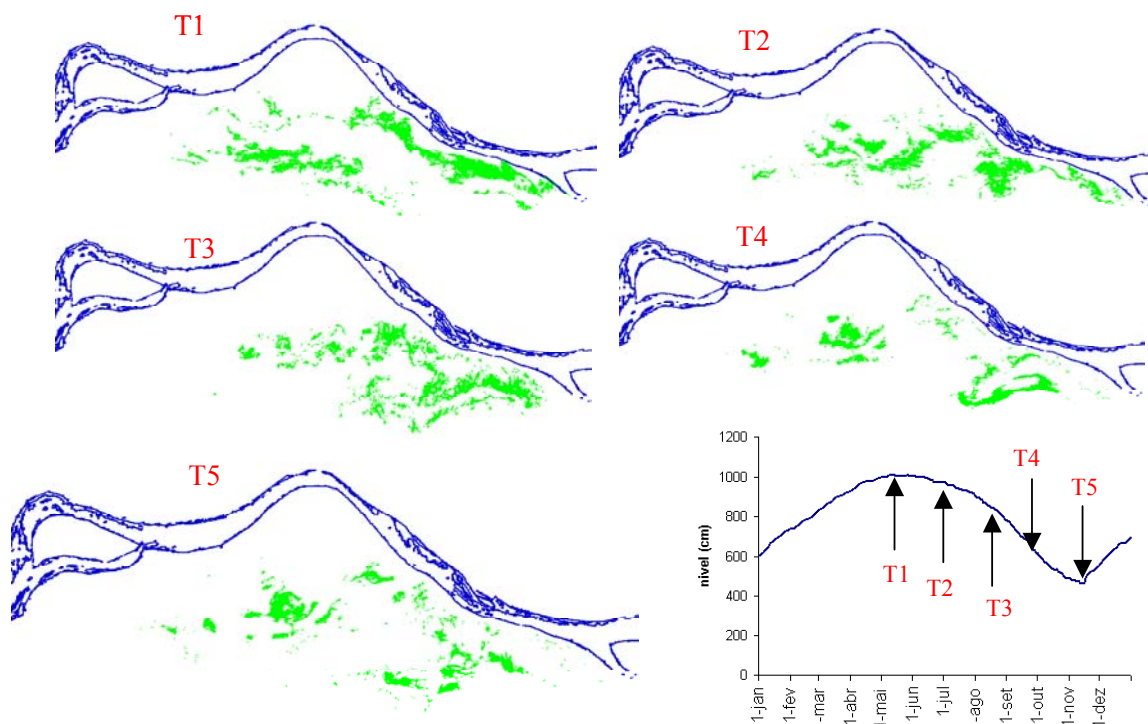 T1
T2
T3
T4
T5
1200
1000
800
600
400
200
0
nivell (cm)
T1
T2
T3
T4
T5
1-jan
1-fev
-mar
1-abr
1-mai
1-jun
1-jul
-ago
1-set
1-out
1-nov
1-dez